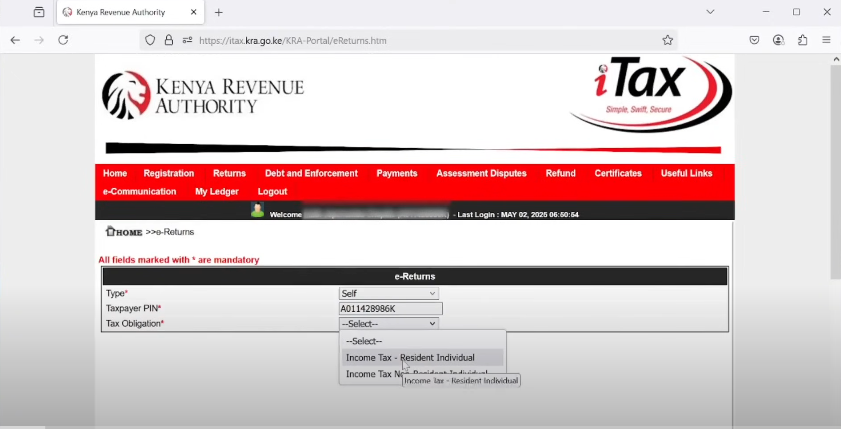 Kenya Revenue Authority
https://itax.kra.go.ke/KRA-Portal/eReturns.htm
KENYA REVENUE
AUTHORITY
iTax
Simple, Swift, Secure
Home Registration Returns Debt and Enforcement Payments Assessment Disputes Refund Certificates Useful Links
e-Communication My Ledger Logout
Welcome - Last Login : MAY 02, 2025 06:50:54
HOME >>e-Returns
All fields marked with * are mandatory
e-Returns
Type* Self
Taxpayer PIN* A011428986K
Tax Obligation* --Select--
--Select--
Income Tax - Resident Individual
Income Tax Non-Resident Individual
Income Tax - Resident Individual